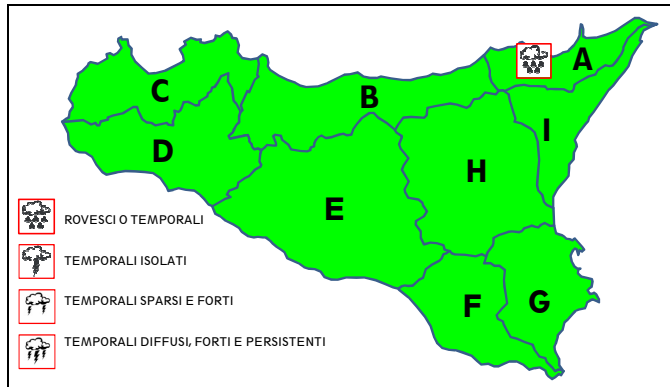 A
C
B
I
D
H
E
ROVESCI O TEMPORALI
TEMPORALI ISOLATI
F
G
TEMPORALI SPARSI E FORTI
TEMPORALI DIFFUSI, FORTI E PERSISTENTI